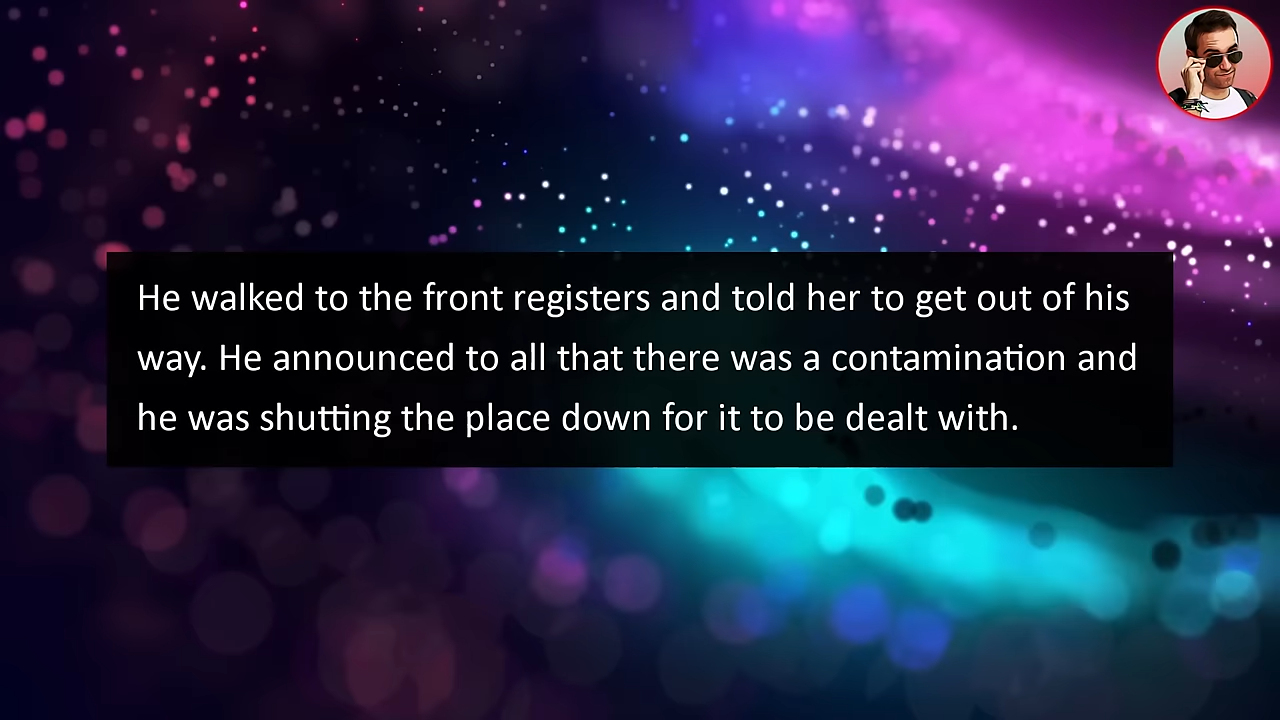 He walked to the front registers and told her to get out of his
way. He announced to all that there was a contamination and
he was shutting the place down for it to be dealt with.